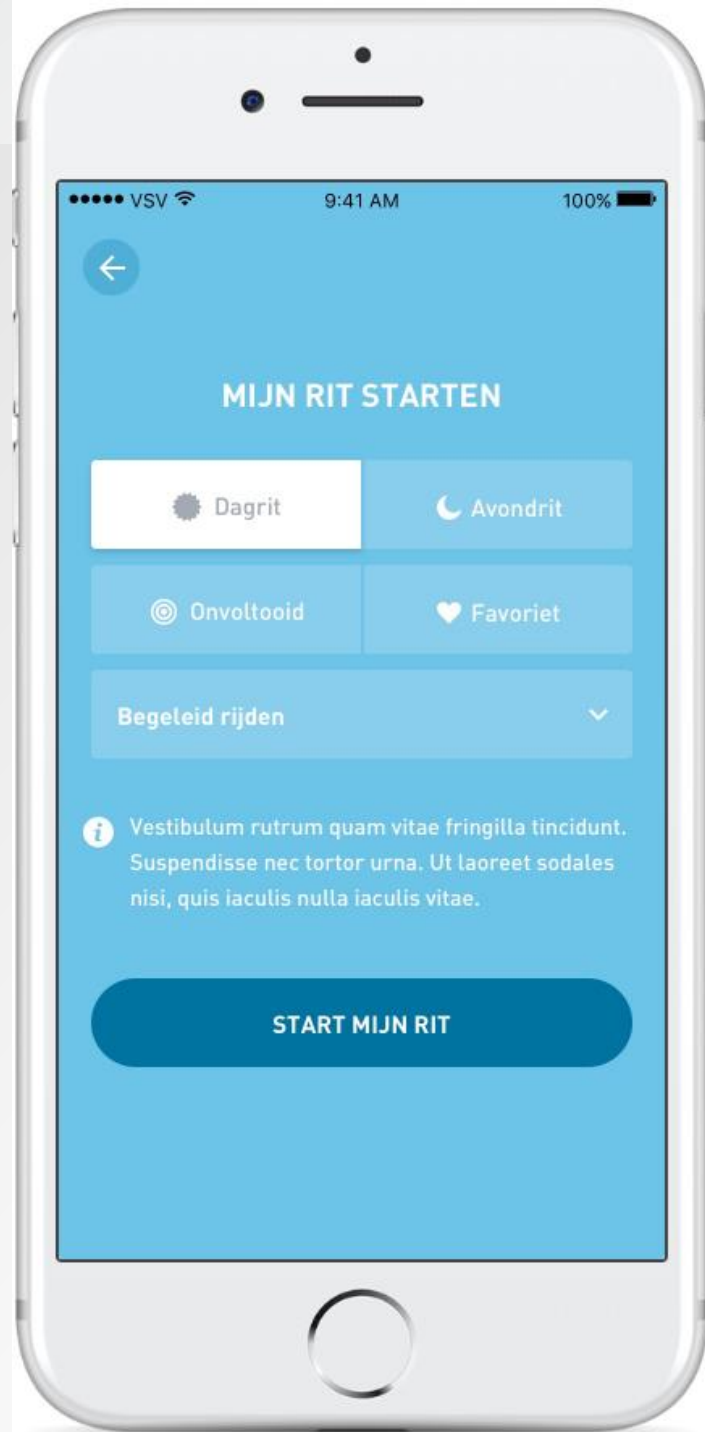 VSV 9:41 AM 100%
MIJN RIT STARTEN
Dagrit Avondrit
Onvoltooid Favoriet
Begeleid rijden
i Vestibulum rutrum quam vitae fringilla tincidunt.
Suspendisse nec tortor urna. Ut laoreet sodales
nisi, quis iaculis nulla iaculis vitae.
START MIJN RIT